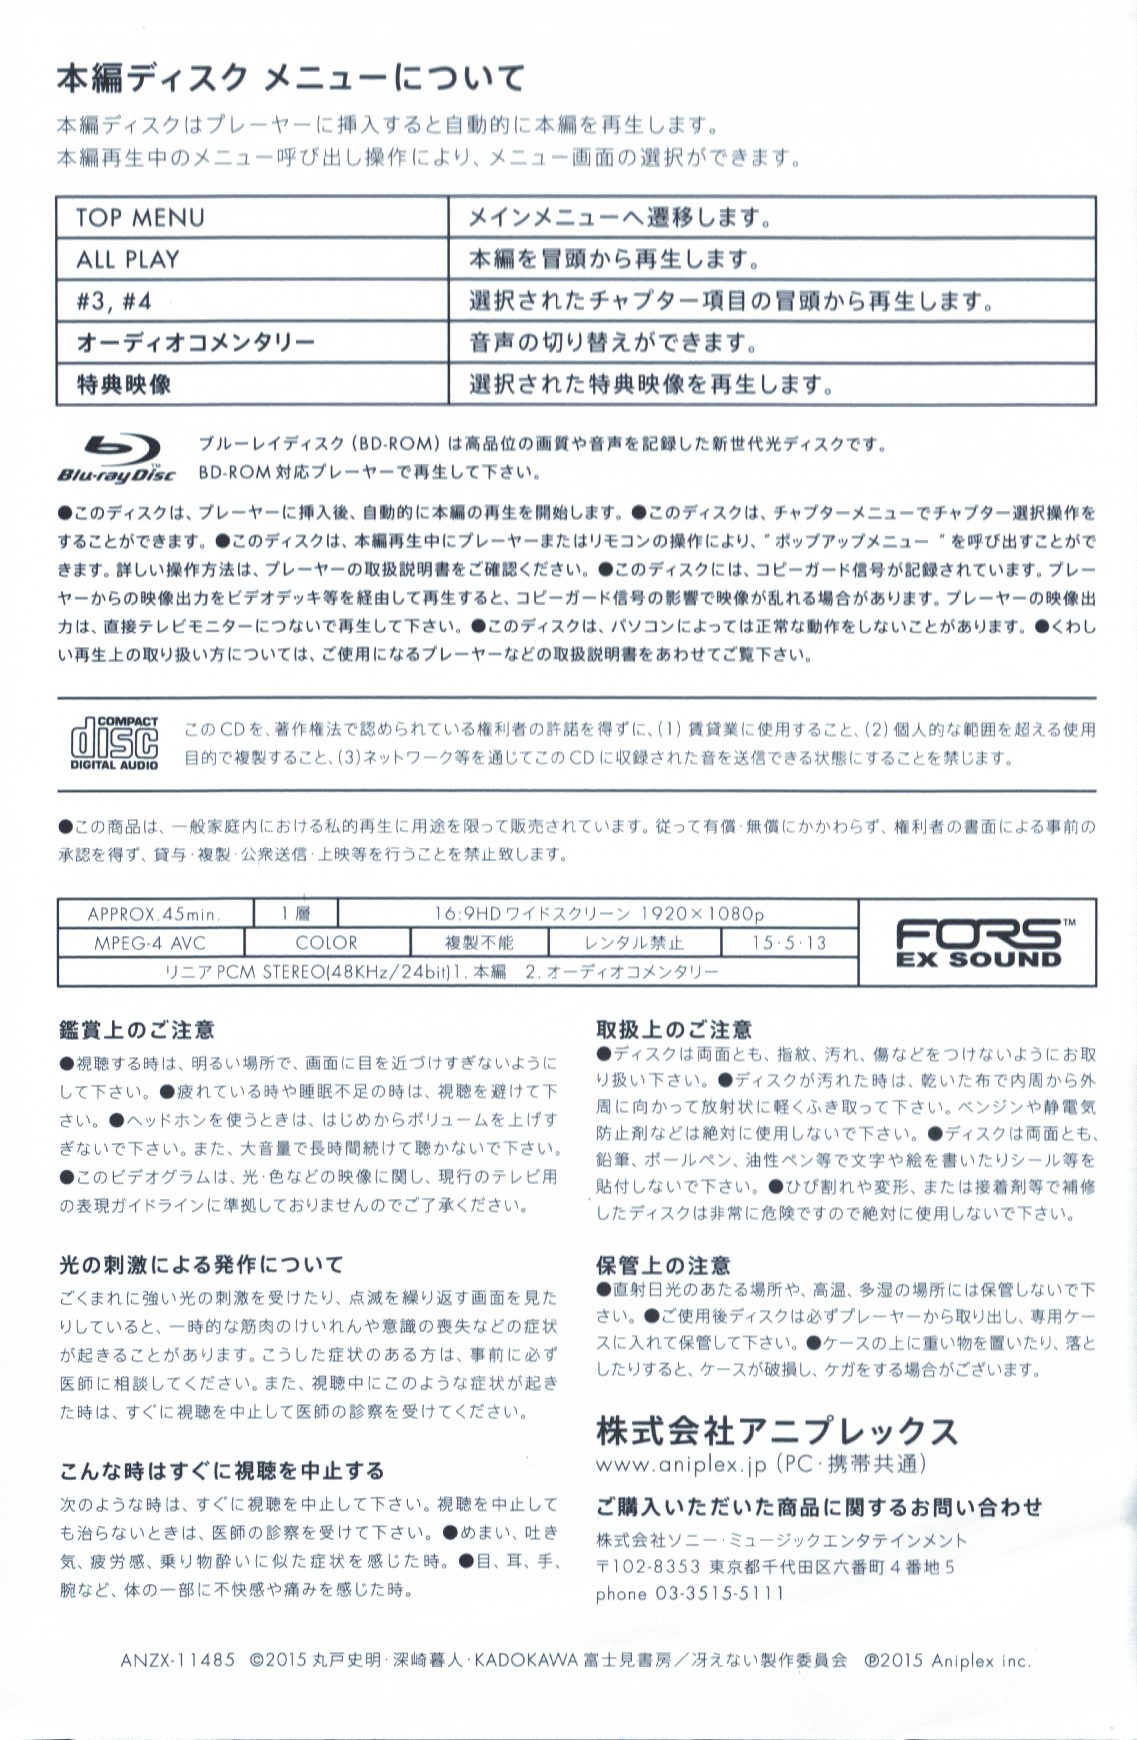 本編ディスク メニューについて
本編ディスクはプレーヤーに挿入すると自動的に本編を再生します。
本編再生中のメニュー呼び出し操作により、メニュー画面の選択ができます。
TOP MENU
メインメニューへ遷移します。
ALL PLAY
本編を冒頭から再生します。
#3, #4
選択されたチャプター項目の冒頭から再生します。
オーディオコメンタリー
音声の切り替えができます。
特典映像
選択された特典映像を再生します。
Blu-ray Disc™
ブルーレイディスク（BD-ROM）は高品位の画質や音声を記録した新世代光ディスクです。
BD-ROM 対応プレーヤーで再生して下さい。
●このディスクは、プレーヤーに挿入後、自動的に本編の再生を開始します。●このディスクは、チャプターメニューでチャプター選択操作を
することができます。●このディスクは、本編再生中にプレーヤーまたはリモコンの操作により、“ポップアップメニュー ”を呼び出すことがで
きます。詳しい操作方法は、プレーヤーの取扱説明書をご確認ください。●このディスクには、コピーガード信号が記録されています。プレー
ヤーからの映像出力をビデオデッキ等を経由して再生すると、コピーガード信号の影響で映像が乱れる場合があります。プレーヤーの映像出
力は、直接テレビモニターにつないで再生して下さい。●このディスクは、パソコンによっては正常な動作をしないことがあります。●くわし
い再生上の取り扱い方については、ご使用になるプレーヤーなどの取扱説明書をあわせてご覧下さい。
COMPACT
disc
DIGITAL AUDIO
このCDを、著作権法で認められている権利者の許諾を得ずに、(1) 賃貸業に使用すること、(2) 個人的な範囲を超える使用
目的で複製すること、(3)ネットワーク等を通じてこのCDに収録された音を送信できる状態にすることを禁じます。
●この商品は、一般家庭内における私的再生に用途を限って販売されています。従って有償·無償にかかわらず、権利者の書面による事前の
承認を得ず、貸与·複製·公衆送信·上映等を行うことを禁止致します。
APPROX.45min.
1層
16:9HDワイドスクリーン 1920×1080p
MPEG-4 AVC
COLOR
複製不能
レンタル禁止
15·5·13
リニアPCM STEREO(48KHz/24bit)1. 本編 2. オーディオコメンタリー
FORS™
EX SOUND
鑑賞上のご注意
●視聴する時は、明るい場所で、画面に目を近づけすぎないように
して下さい。●疲れている時や睡眠不足の時は、視聴を避けて下
さい。●ヘッドホンを使うときは、はじめからボリュームを上げす
ぎないで下さい。また、大音量で長時間続けて聴かないで下さい。
●このビデオグラムは、光·色などの映像に関し、現行のテレビ用
の表現ガイドラインに準拠しておりませんのでご了承ください。
光の刺激による発作について
ごくまれに強い光の刺激を受けたり、点滅を繰り返す画面を見た
りしていると、一時的な筋肉のけいれんや意識の喪失などの症状
が起きることがあります。こうした症状のある方は、事前に必ず
医師に相談してください。また、視聴中にこのような症状が起き
た時は、すぐに視聴を中止して医師の診察を受けてください。
こんな時はすぐに視聴を中止する
次のような時は、すぐに視聴を中止して下さい。視聴を中止して
も治らないときは、医師の診察を受けて下さい。●めまい、吐き
気、疲労感、乗り物酔いに似た症状を感じた時。●目、耳、手、
腕など、体の一部に不快感や痛みを感じた時。
取扱上のご注意
●ディスクは両面とも、指紋、汚れ、傷などをつけないようにお取
り扱い下さい。●ディスクが汚れた時は、乾いた布で内周から外
周に向かって放射状に軽くふき取って下さい。ベンジンや静電気
防止剤などは絶対に使用しないで下さい。●ディスクは両面とも、
鉛筆、ボールペン、油性ペン等で文字や絵を書いたりシール等を
貼付しないで下さい。●ひび割れや変形、または接着剤等で補修
したディスクは非常に危険ですので絶対に使用しないで下さい。
保管上の注意
●直射日光のあたる場所や、高温、多湿の場所には保管しないで下
さい。●ご使用後ディスクは必ずプレーヤーから取り出し、専用ケー
スに入れて保管して下さい。●ケースの上に重い物を置いたり、落と
したりすると、ケースが破損し、ケガをする場合がございます。
株式会社アニプレックス
www.aniplex.jp（PC·携帯共通）
ご購入いただいた商品に関するお問い合わせ
株式会社ソニー·ミュージックエンタテインメント
〒102-8353 東京都千代田区六番町4番地5
phone 03-3515-5111
ANZX-11485 ©2015 丸戸史明·深崎暮人·KADOKAWA 富士見書房／冴えない製作委員会 ℗2015 Aniplex inc.